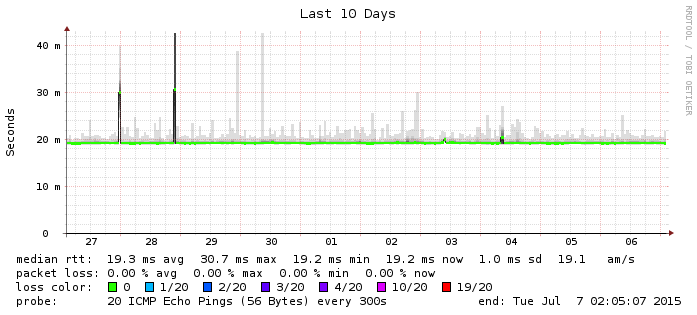 Last 10 Days
RRDTOOL / TOBI OETIKER
Seconds
40 m
30 m
20 m
10 m
0
27 28 29 30 01 02 03 04 05 06
median rtt: 19.3 ms avg 30.7 ms max 19.2 ms min 19.2 ms now 1.0 ms sd 19.1 am/s
packet loss: 0.00 % avg 0.00 % max 0.00 % min 0.00 % now
loss color: 0 1/20 2/20 3/20 4/20 10/20 19/20
probe: 20 ICMP Echo Pings (56 Bytes) every 300s end: Tue Jul 7 02:05:07 2015